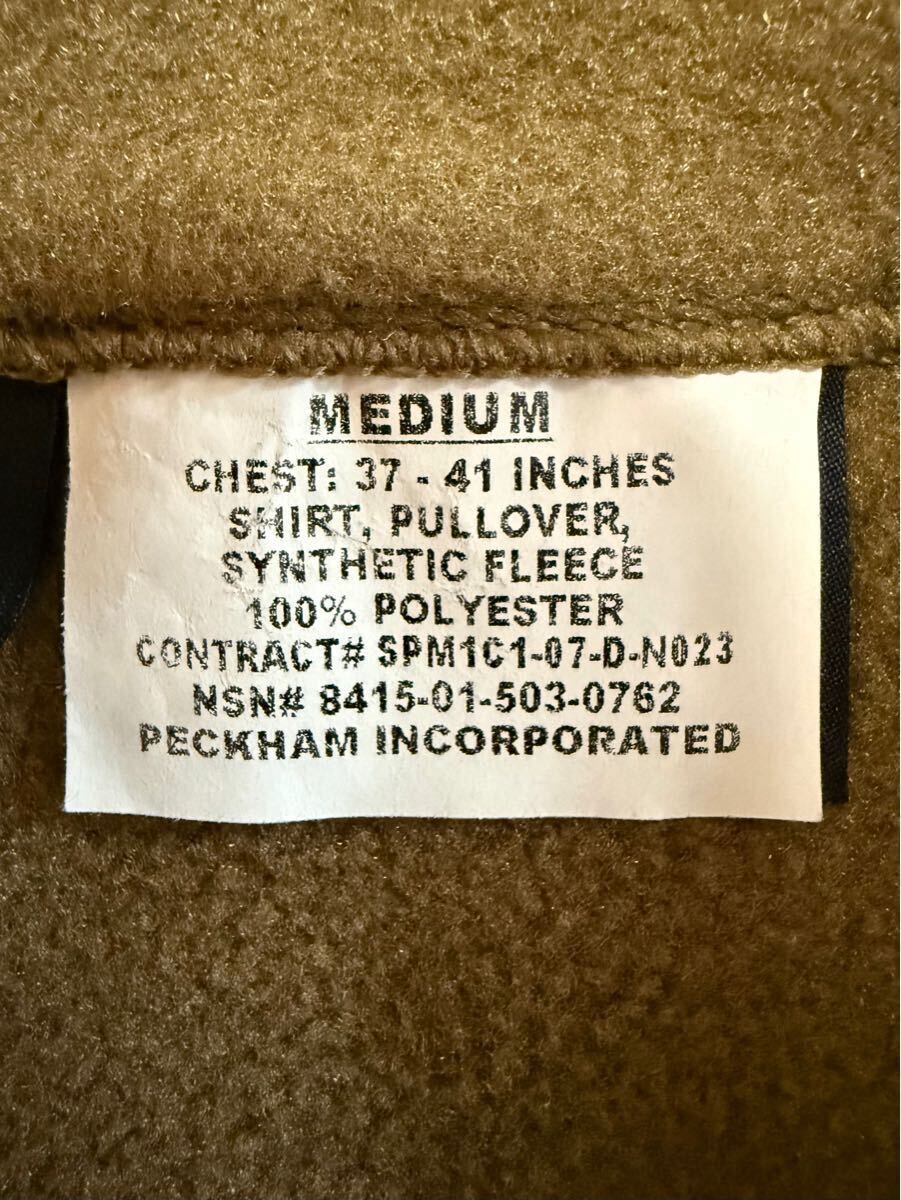 MEDIUM
CHEST: 37 - 41 INCHES
SHIRT, PULLOVER,
SYNTHETIC FLEECE
100% POLYESTER
CONTRACT# SPM1C1-07-D-N023
NSN# 8415-01-503-0762
PECKHAM INCORPORATED